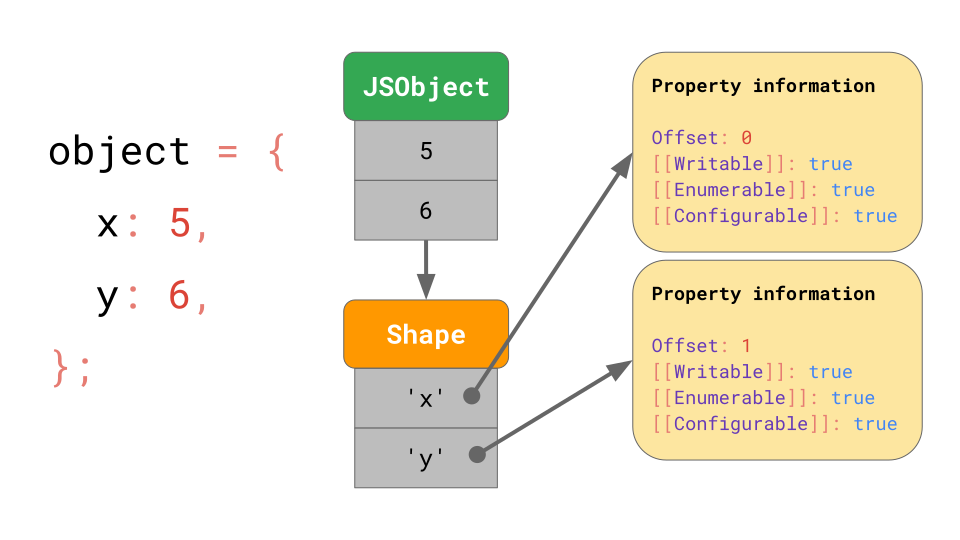 object = {
x: 5,
y: 6,
};
JSObject
5
6
Shape
'x'
'y'
Property information
Offset: 0
[[Writable]]: true
[[Enumerable]]: true
[[Configurable]]: true
Property information
Offset: 1
[[Writable]]: true
[[Enumerable]]: true
[[Configurable]]: true